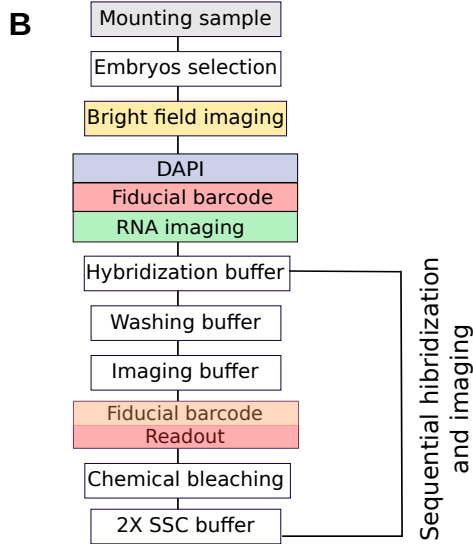 B
Mounting sample
Embryos selection
Bright field imaging
DAPI
Fiducial barcode
RNA imaging
Hybridization buffer
Washing buffer
Imaging buffer
Fiducial barcode
Readout
Chemical bleaching
2X SSC buffer
Sequential hibridization
and imaging